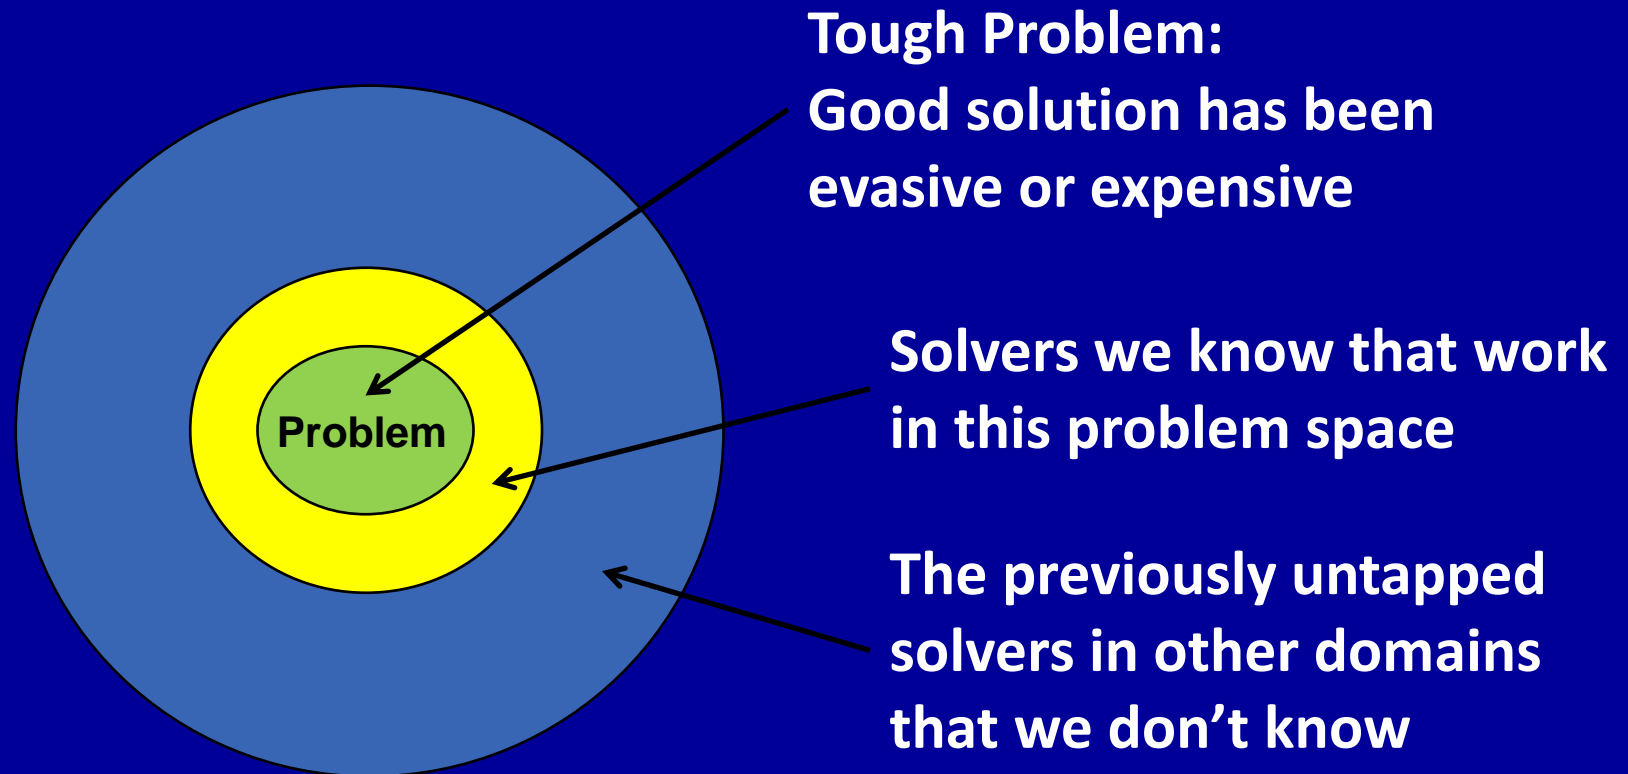 Tough Problem:
Good solution has been
evasive or expensive
Problem
Solvers we know that work
in this problem space
The previously untapped
solvers in other domains
that we don’t know